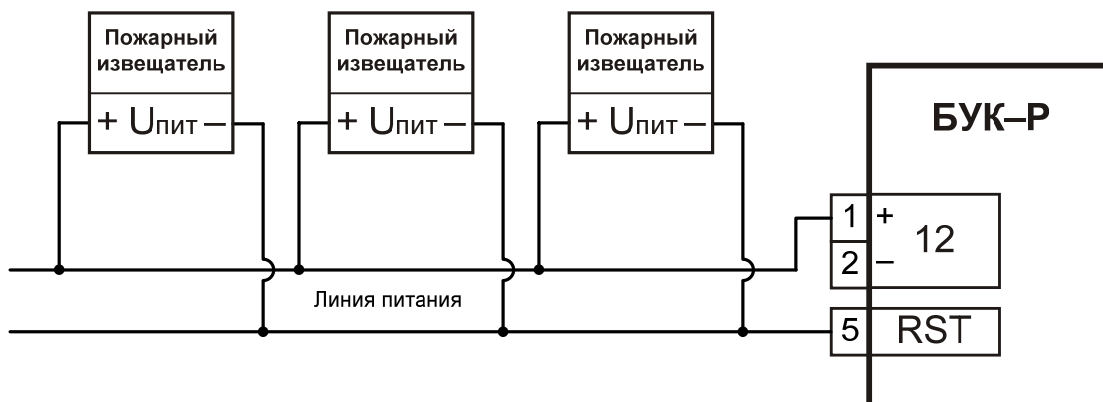 Пожарный
извещатель
+ Uпит –
Пожарный
извещатель
+ Uпит –
Пожарный
извещатель
+ Uпит –
БУК–Р
1 +
12
2 –
Линия питания
5 RST